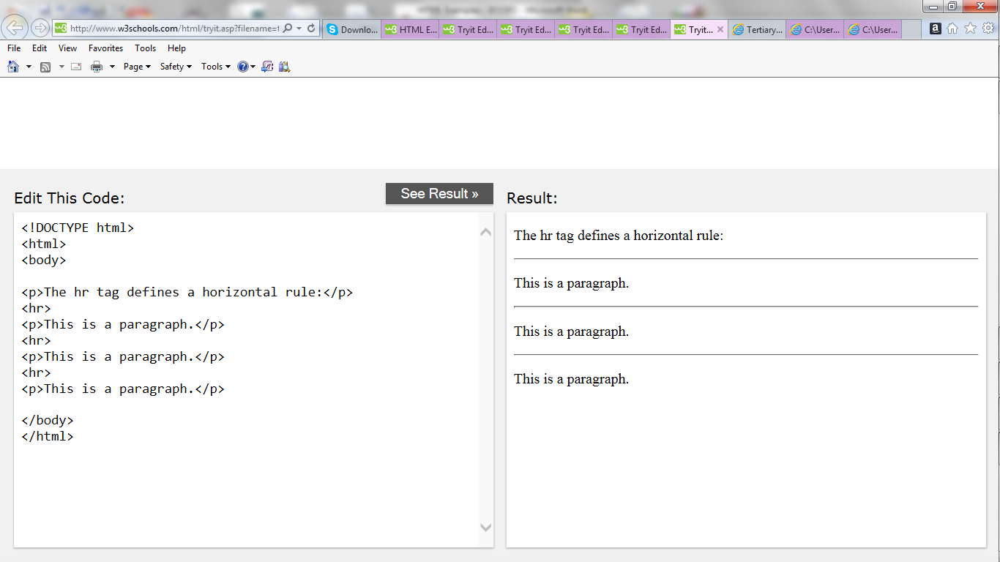 http://www.w3schools.com/html/tryit.asp?filename=t
Downlo...
HTML E...
Tryit Ed...
Tryit Ed...
Tryit Ed...
Tryit Ed...
Tryit...
Tertiary...
C:\User...
C:\User...
File Edit View Favorites Tools Help
Page Safety Tools
Edit This Code:
See Result »
Result:
<!DOCTYPE html>
<html>
<body>
<p>The hr tag defines a horizontal rule:</p>
<hr>
<p>This is a paragraph.</p>
<hr>
<p>This is a paragraph.</p>
<hr>
<p>This is a paragraph.</p>
</body>
</html>
The hr tag defines a horizontal rule:
This is a paragraph.
This is a paragraph.
This is a paragraph.